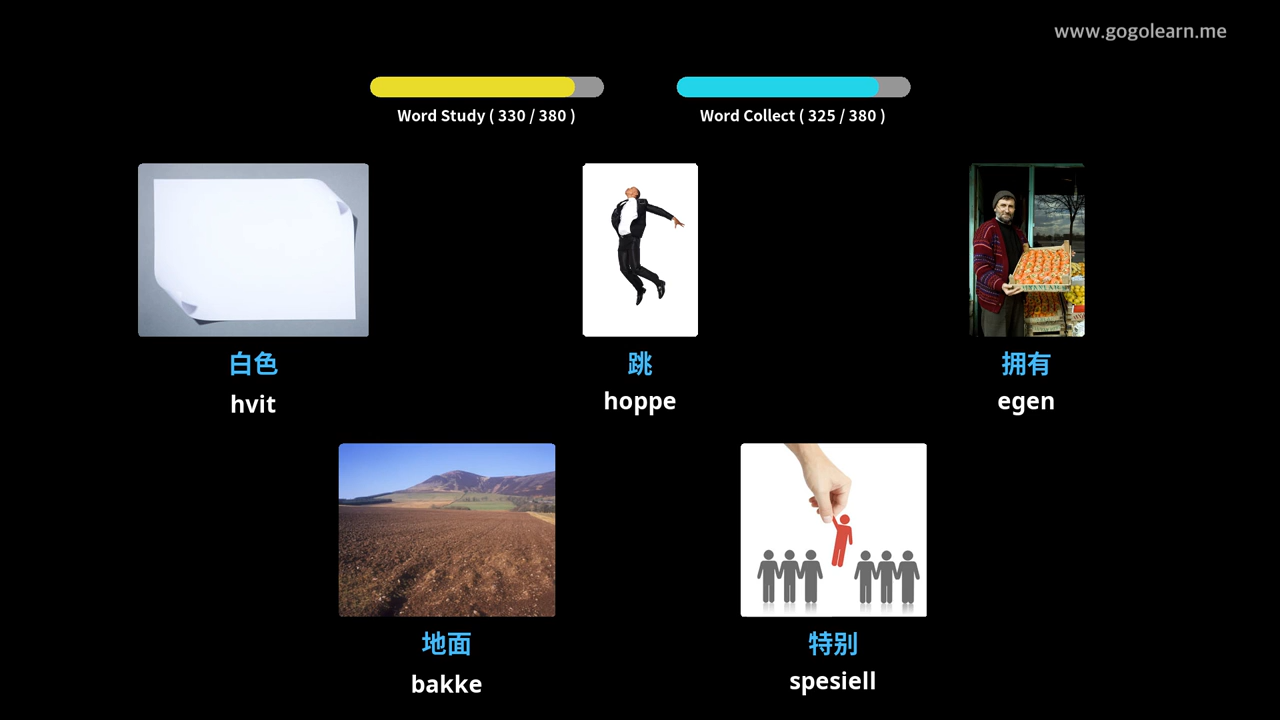 www.gogolearn.me
Word Study ( 330 / 380 )
Word Collect ( 325 / 380 )
白色
跳
拥有
hvit
hoppe
egen
地面
特别
bakke
spesiell